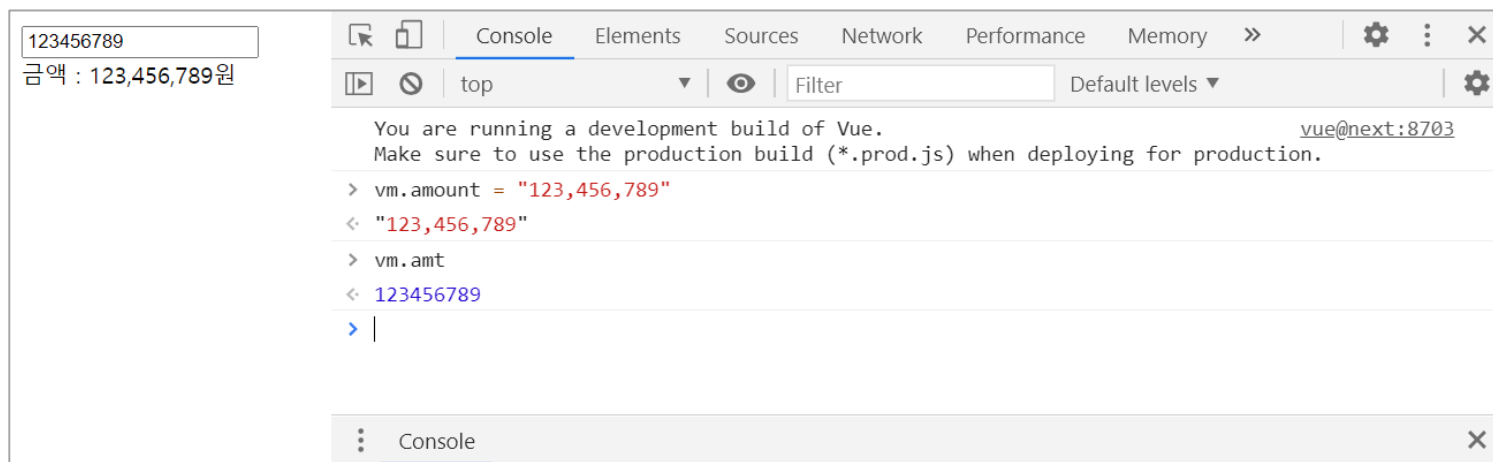 123456789
금액 : 123,456,789원
Console Elements Sources Network Performance Memory »
top ▼ Filter Default levels ▼
You are running a development build of Vue. vue@next:8703
Make sure to use the production build (*.prod.js) when deploying for production.
> vm.amount = "123,456,789"
"123,456,789"
> vm.amt
123456789
>
Console